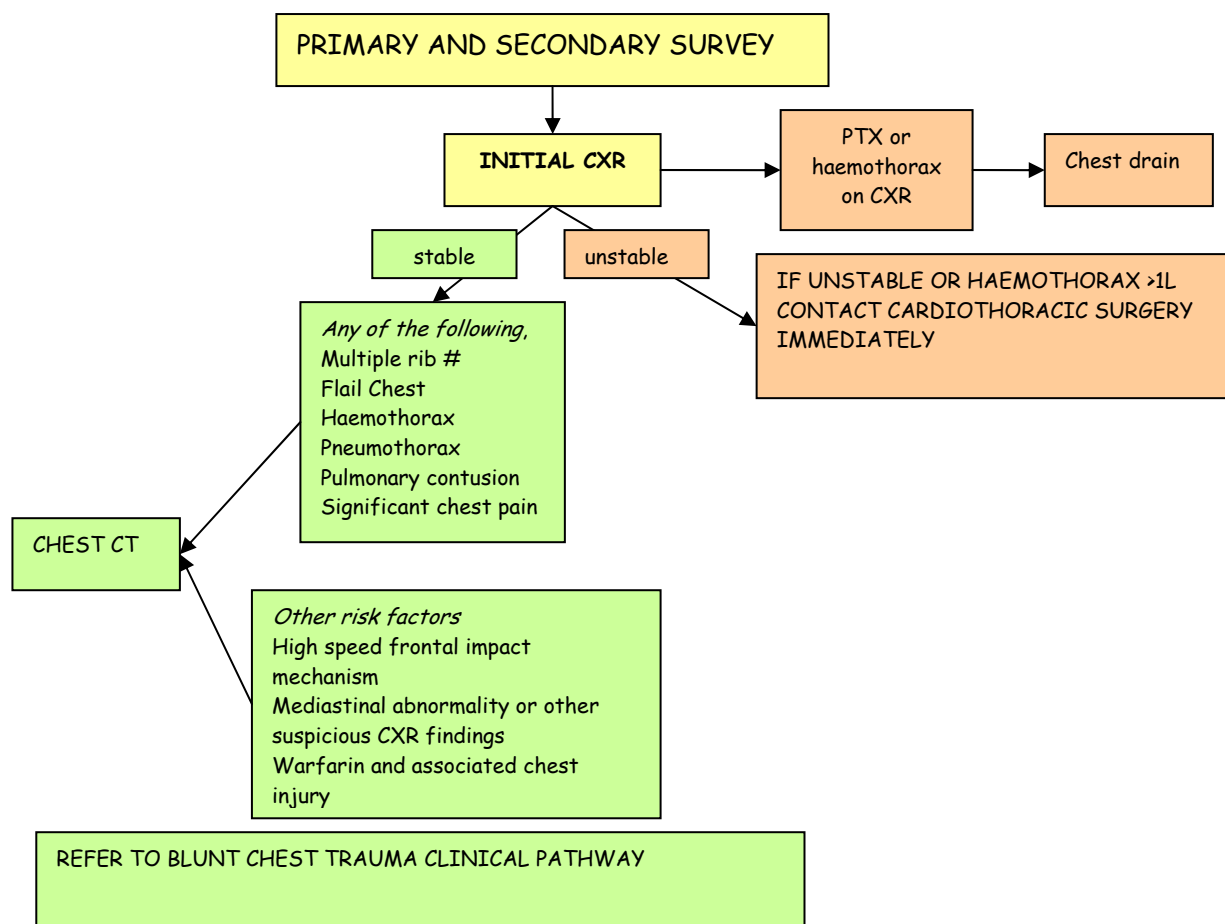 PRIMARY AND SECONDARY SURVEY
INITIAL CXR
PTX or
haemothorax
on CXR
Chest drain
stable
unstable
IF UNSTABLE OR HAEMOTHORAX >1L
CONTACT CARDIOTHORACIC SURGERY
IMMEDIATELY
Any of the following,
Multiple rib #
Flail Chest
Haemothorax
Pneumothorax
Pulmonary contusion
Significant chest pain
CHEST CT
Other risk factors
High speed frontal impact
mechanism
Mediastinal abnormality or other
suspicious CXR findings
Warfarin and associated chest
injury
REFER TO BLUNT CHEST TRAUMA CLINICAL PATHWAY